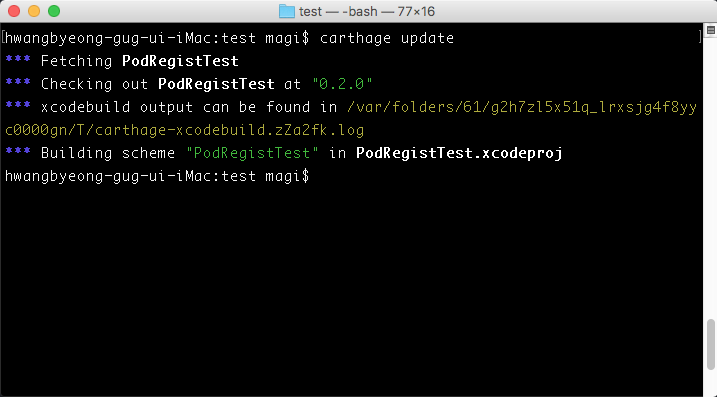 test — -bash — 77×16
hwangbyeong-gug-ui-iMac:test magi$ carthage update
*** Fetching PodRegistTest
*** Checking out PodRegistTest at "0.2.0"
*** xcodebuild output can be found in /var/folders/61/g2h7zl5x51q_lrxsjg4f8yy
c0000gn/T/carthage-xcodebuild.zZa2fk.log
*** Building scheme "PodRegistTest" in PodRegistTest.xcodeproj
hwangbyeong-gug-ui-iMac:test magi$